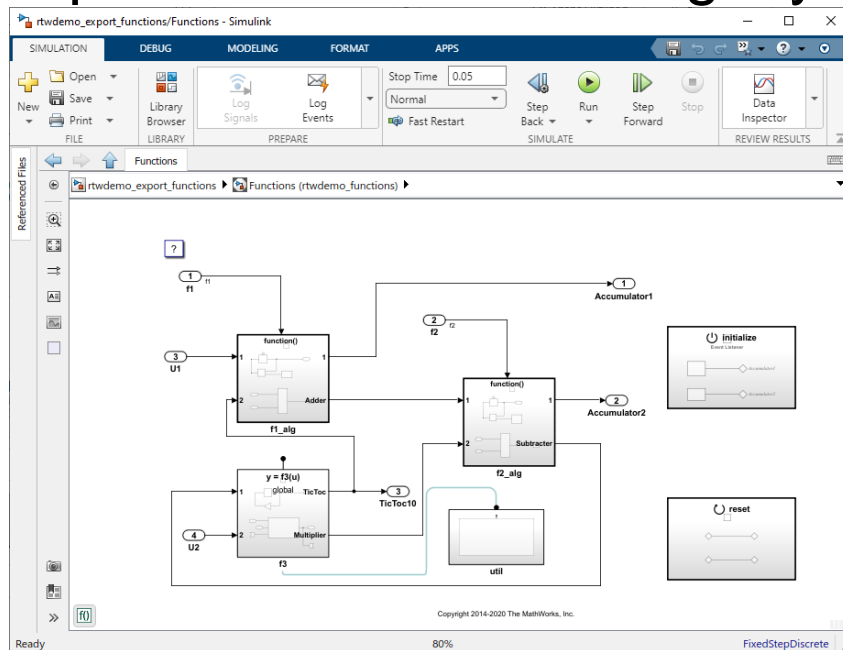 rtwdemo_export_functions/Functions - Simulink
SIMULATION DEBUG MODELING FORMAT APPS
New
Open
Save
Print
FILE
Library Browser
LIBRARY
Log Signals
Log Events
PREPARE
Stop Time 0.05
Normal
Fast Restart
Step Back
Run
Step Forward
Stop
SIMULATE
Data Inspector
REVIEW RESULTS
Referenced Files
Functions
rtwdemo_export_functions Functions (rtwdemo_functions)
?
1 f1
f1
1
Accumulator1
2 f2
f2
function()
3
U1
1 1
2 Adder
f1_alg
function()
1 1
2 Subtracter
f2_alg
2
Accumulator2
initialize
Event Listener
Accumulator1
Accumulator2
y = f3(u)
global
1 TicToc
2 Multiplier
f3
3
TicToc10
4
U2
f
util
reset
f()
Copyright 2014-2020 The MathWorks, Inc.
Ready 80% FixedStepDiscrete